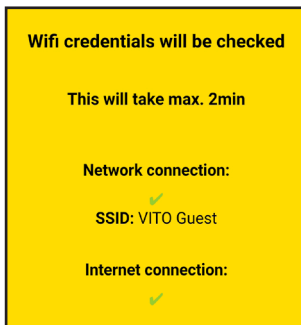 Wifi credentials will be checked
This will take max. 2min
Network connection:
✔
SSID: VITO Guest
Internet connection:
✔